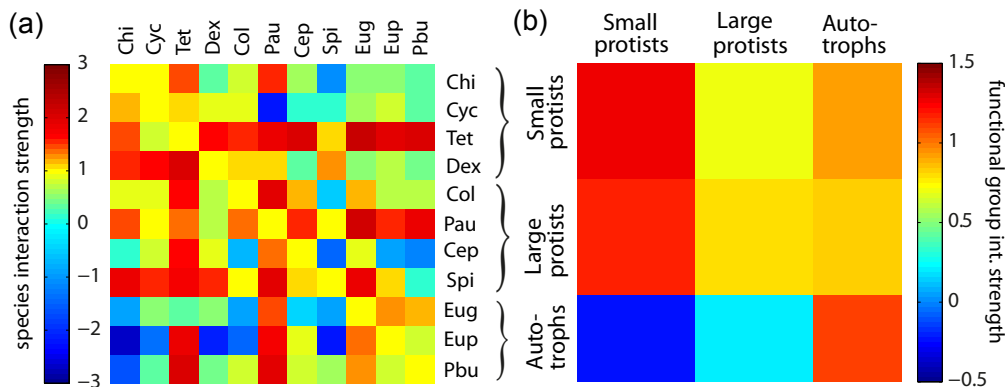 (a)
Chi Cyc Tet Dex Col Pau Cep Spi Eug Eup Pbu
species interaction strength
3
2
1
0
−1
−2
−3
Chi
Cyc
Tet
Dex
Col
Pau
Cep
Spi
Eug
Eup
Pbu
Small
protists
Large
protists
Auto-
trophs
(b)
Small
protists
Large
protists
Auto-
trophs
Small
protists
Large
protists
Auto-
trophs
1.5
1
0.5
0
−0.5
functional group int. strength